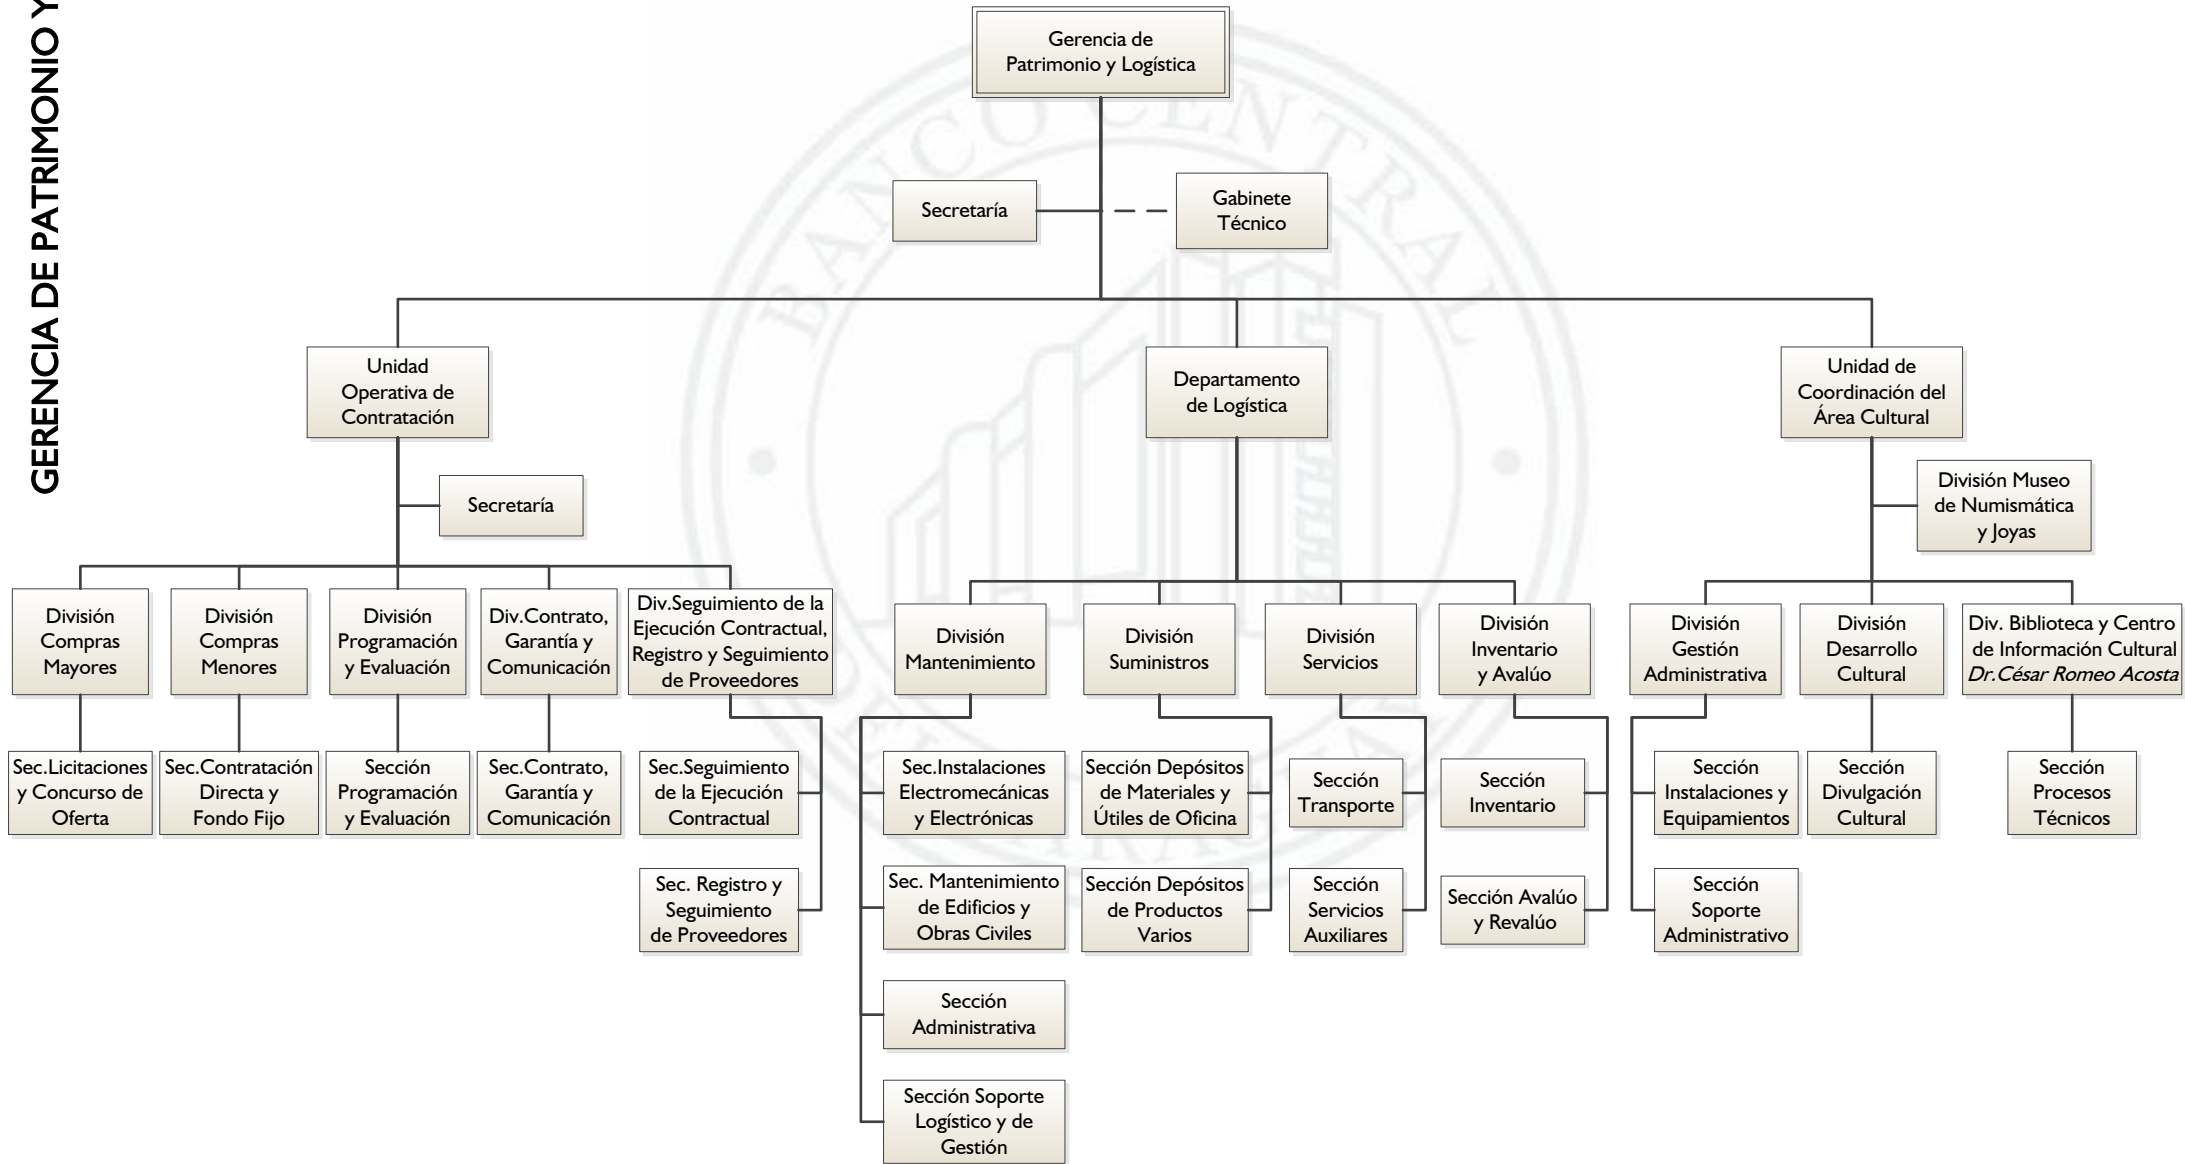 GERENCIA DE PATRIMONIO Y
BANCO CENTRAL
Gerencia de
Patrimonio y Logística
Secretaría
Gabinete
Técnico
Unidad
Operativa de
Contratación
Departamento
de Logística
Unidad de
Coordinación del
Área Cultural
Secretaría
División Museo
de Numismática
y Joyas
División
Compras
Mayores
División
Compras
Menores
División
Programación
y Evaluación
Div.Contrato,
Garantía y
Comunicación
Div.Seguimiento de la
Ejecución Contractual,
Registro y Seguimiento
de Proveedores
División
Mantenimiento
División
Suministros
División
Servicios
División
Inventario
y Avalúo
División
Gestión
Administrativa
División
Desarrollo
Cultural
Div. Biblioteca y Centro
de Información Cultural
Dr.César Romeo Acosta
Sec.Licitaciones
y Concurso de
Oferta
Sec.Contratación
Directa y
Fondo Fijo
Sección
Programación
y Evaluación
Sec.Contrato,
Garantía y
Comunicación
Sec.Seguimiento
de la Ejecución
Contractual
Sec.Instalaciones
Electromecánicas
y Electrónicas
Sección Depósitos
de Materiales y
Útiles de Oficina
Sección
Transporte
Sección
Inventario
Sección
Instalaciones y
Equipamientos
Sección
Divulgación
Cultural
Sección
Procesos
Técnicos
Sec. Registro y
Seguimiento
de Proveedores
Sec. Mantenimiento
de Edificios y
Obras Civiles
Sección Depósitos
de Productos
Varios
Sección
Servicios
Auxiliares
Sección Avalúo
y Revalúo
Sección
Soporte
Administrativo
Sección
Administrativa
Sección Soporte
Logístico y de
Gestión